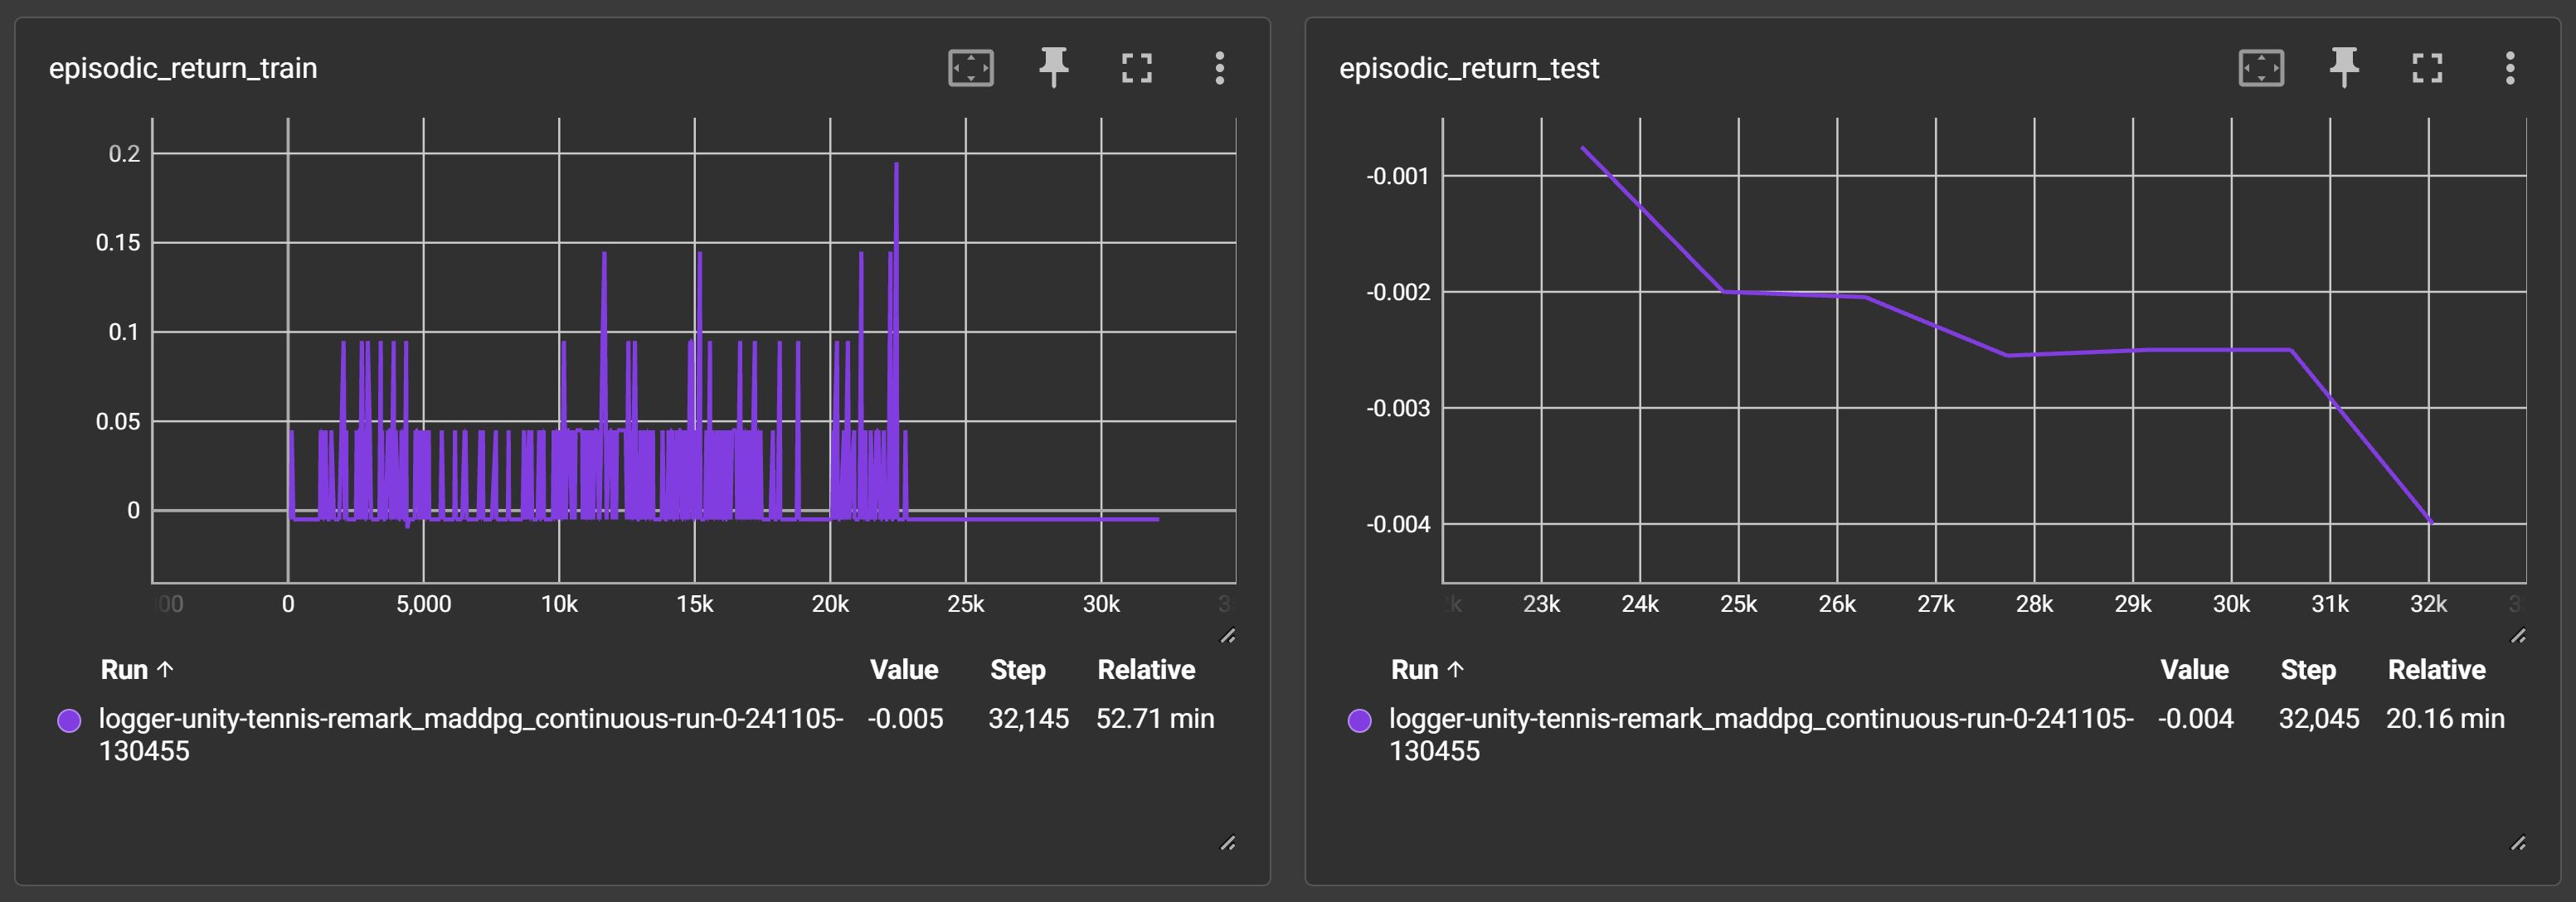 episodic_return_train
0.2
0.15
0.1
0.05
0
0 5,000 10k 15k 20k 25k 30k
Run ↑ Value Step Relative
logger-unity-tennis-remark_maddpg_continuous-run-0-241105- -0.005 32,145 52.71 min
130455
episodic_return_test
-0.001
-0.002
-0.003
-0.004
23k 24k 25k 26k 27k 28k 29k 30k 31k 32k
Run ↑ Value Step Relative
logger-unity-tennis-remark_maddpg_continuous-run-0-241105- -0.004 32,045 20.16 min
130455